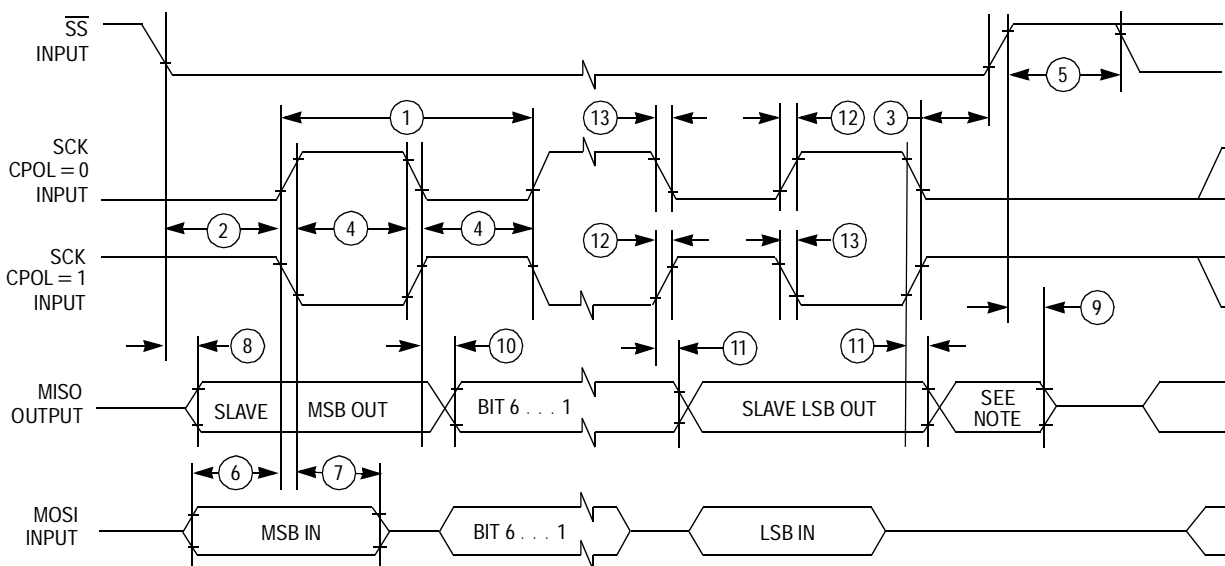 SS
INPUT
5
1
13
12
3
SCK
CPOL = 0
INPUT
2
4
4
12
13
SCK
CPOL = 1
INPUT
8
10
11
11
9
MISO
OUTPUT
SLAVE
MSB OUT
BIT 6 . . . 1
SLAVE LSB OUT
SEE
NOTE
6
7
MOSI
INPUT
MSB IN
BIT 6 . . . 1
LSB IN